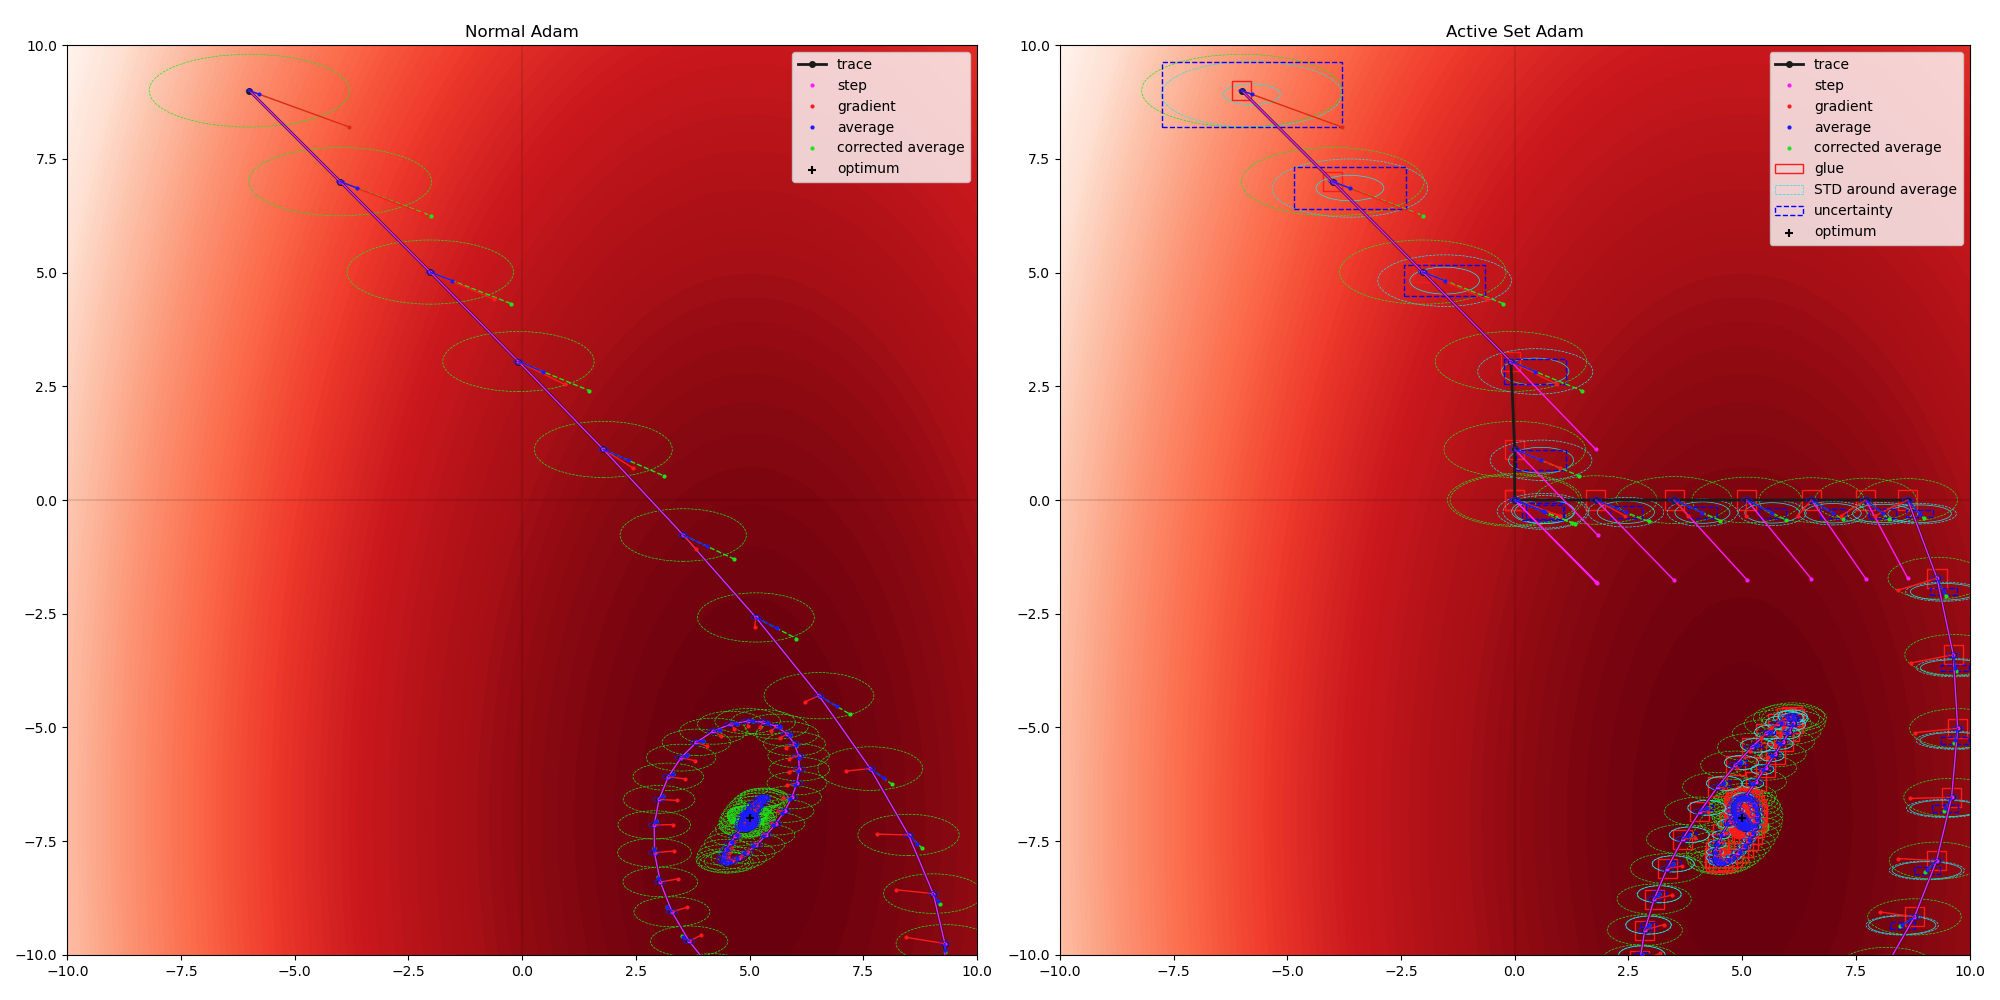 Normal Adam
10.0
7.5
5.0
2.5
0.0
−2.5
−5.0
−7.5
−10.0
−10.0 −7.5 −5.0 −2.5 0.0 2.5 5.0 7.5 10.0
trace
step
gradient
average
corrected average
optimum
Active Set Adam
10.0
7.5
5.0
2.5
0.0
−2.5
−5.0
−7.5
−10.0
−10.0 −7.5 −5.0 −2.5 0.0 2.5 5.0 7.5 10.0
trace
step
gradient
average
corrected average
glue
STD around average
uncertainty
optimum